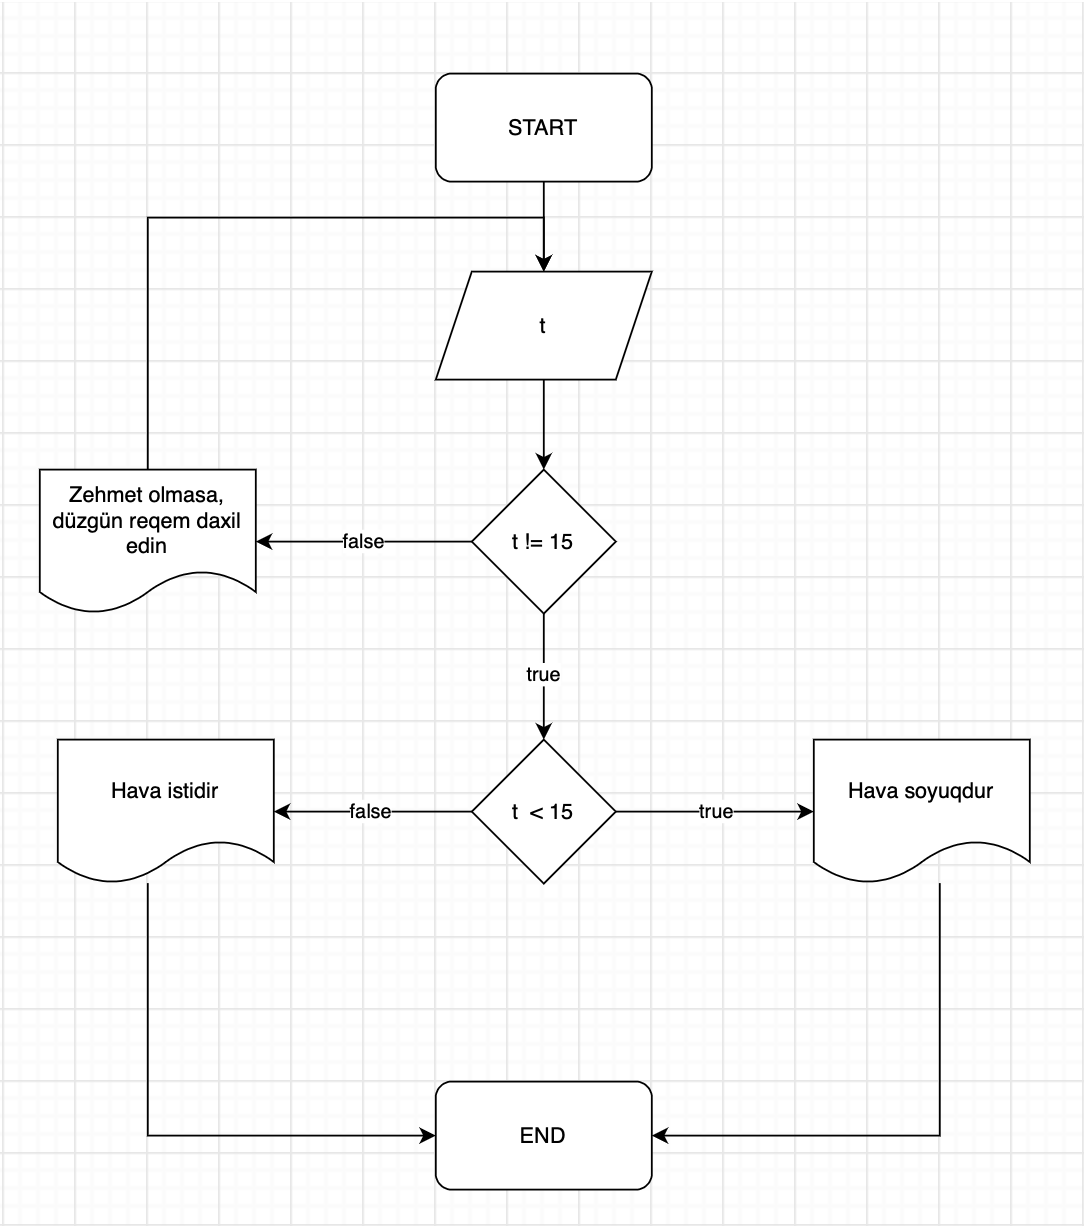 START
t
Zehmet olmasa,
düzgün reqem daxil
edin
false
t != 15
true
Hava istidir
false
t < 15
true
Hava soyuqdur
END